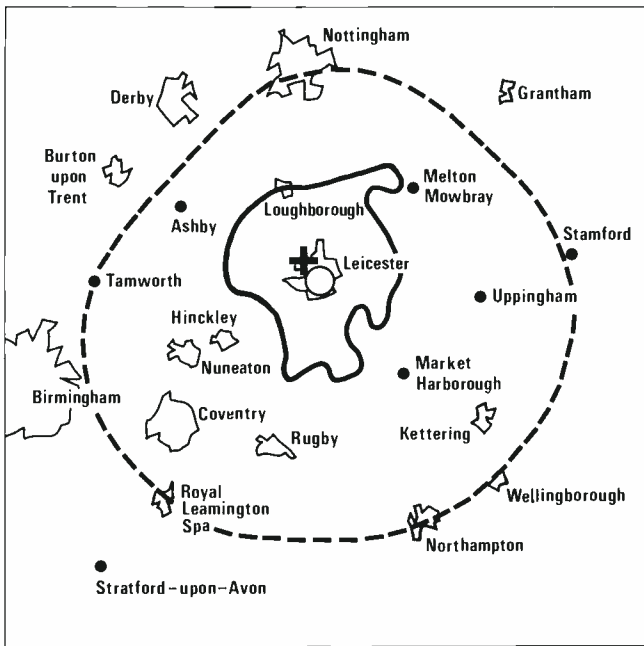 Nottingham
Derby
Grantham
Burton
upon
Trent
Melton
Mowbray
Loughborough
Ashby
Stamford
Leicester
Tamworth
Uppingham
Hinckley
Nuneaton
Market
Harborough
Birmingham
Coventry
Rugby
Kettering
Royal
Leamington
Spa
Wellingborough
Northampton
Stratford-upon-Avon